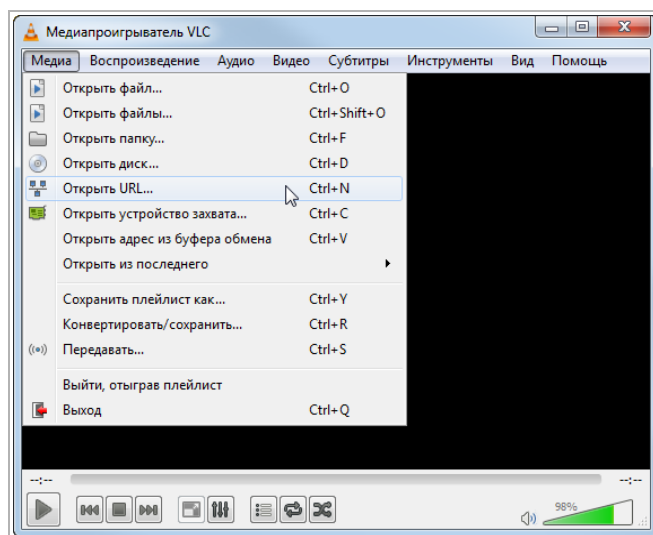 Медиапроигрыватель VLC
Медиа Воспроизведение Аудио Видео Субтитры Инструменты Вид Помощь
Открыть файл... Ctrl+O
Открыть файлы... Ctrl+Shift+O
Открыть папку... Ctrl+F
Открыть диск... Ctrl+D
Открыть URL... Ctrl+N
Открыть устройство захвата... Ctrl+C
Открыть адрес из буфера обмена Ctrl+V
Открыть из последнего
Сохранить плейлист как... Ctrl+Y
Конвертировать/сохранить... Ctrl+R
Передавать... Ctrl+S
Выйти, отыграв плейлист
Выход Ctrl+Q
--:-- --:--
98%